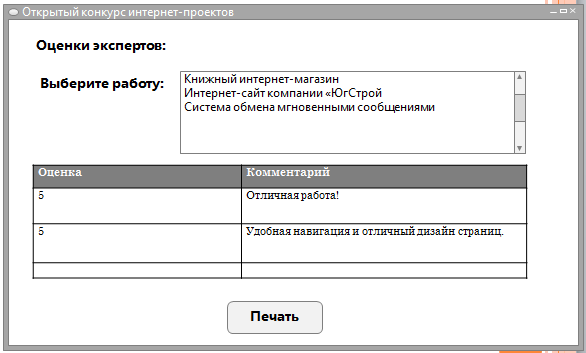 Открытый конкурс интернет-проектов
Оценки экспертов:
Выберите работу:
Книжный интернет-магазин
Интернет-сайт компании «ЮгСтрой
Система обмена мгновенными сообщениями
Оценка Комментарий
5 Отличная работа!
5 Удобная навигация и отличный дизайн страниц.
Печать